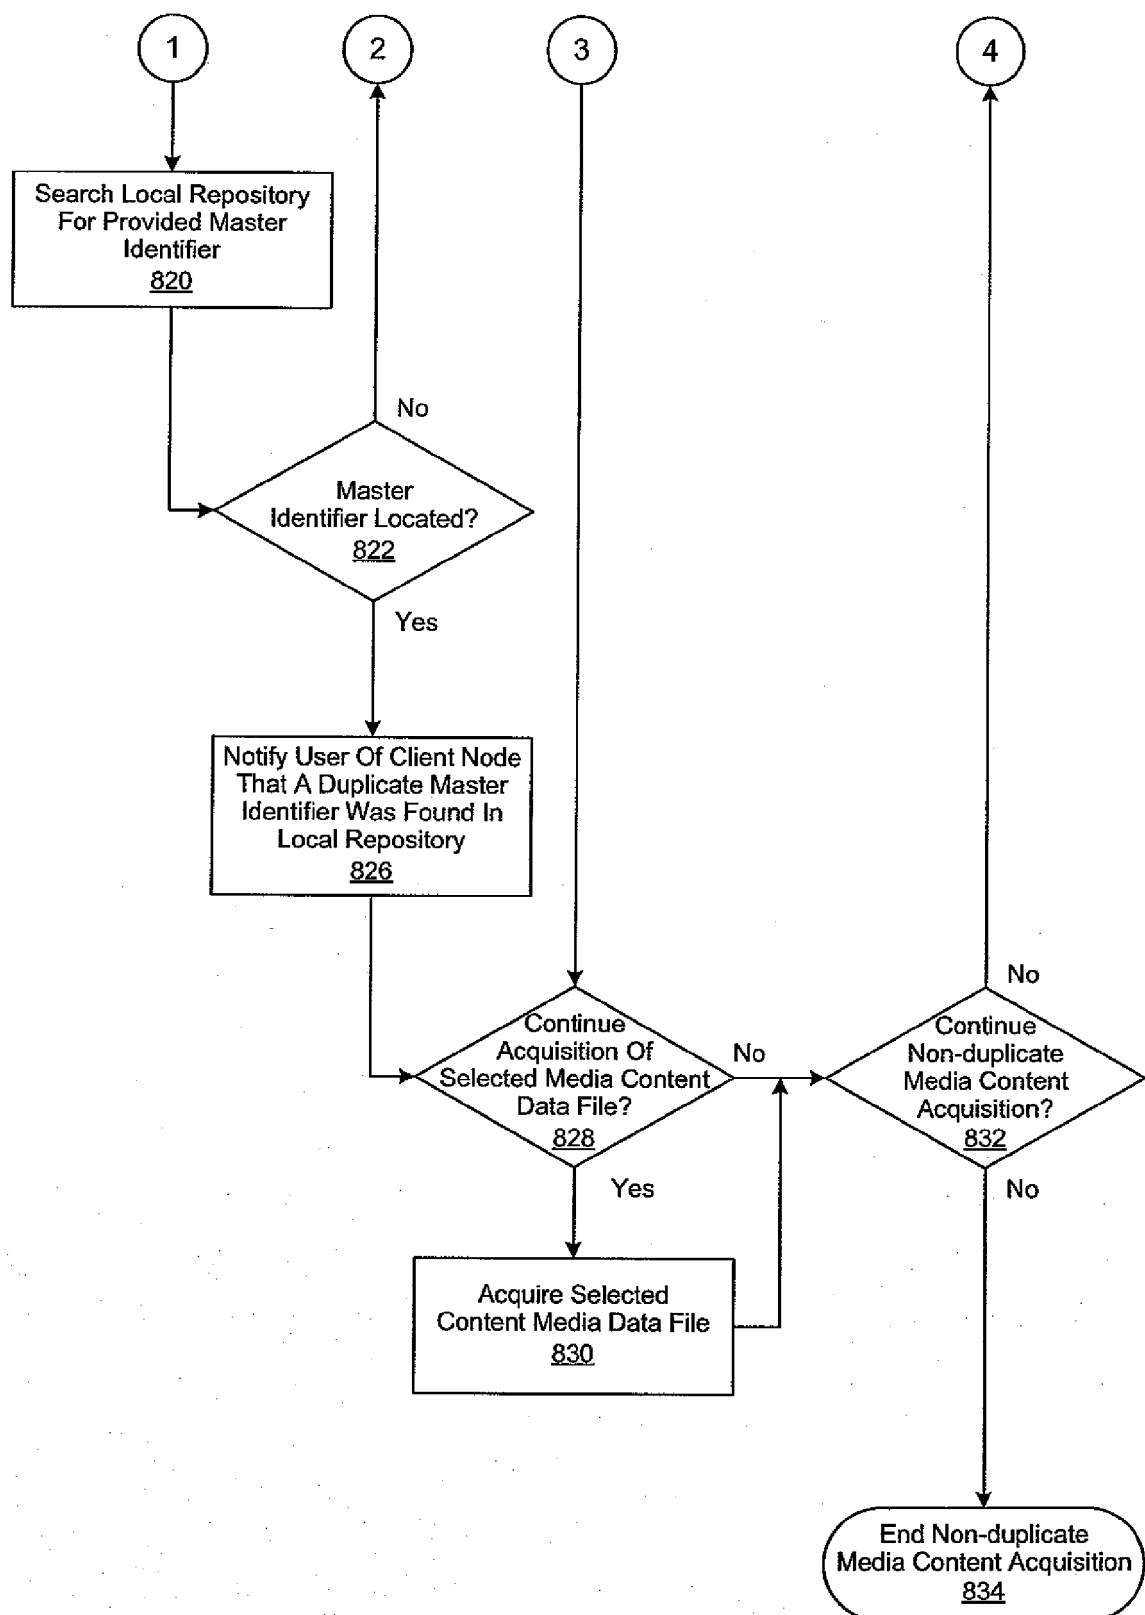 1
2
3
4
Search Local Repository
For Provided Master
Identifier
820
No
Master
Identifier Located?
822
Yes
Notify User Of Client Node
That A Duplicate Master
Identifier Was Found In
Local Repository
826
Continue
Acquisition Of
Selected Media Content
Data File?
828
No
Yes
Acquire Selected
Content Media Data File
830
No
Continue
Non-duplicate
Media Content
Acquisition?
832
No
End Non-duplicate
Media Content Acquisition
834